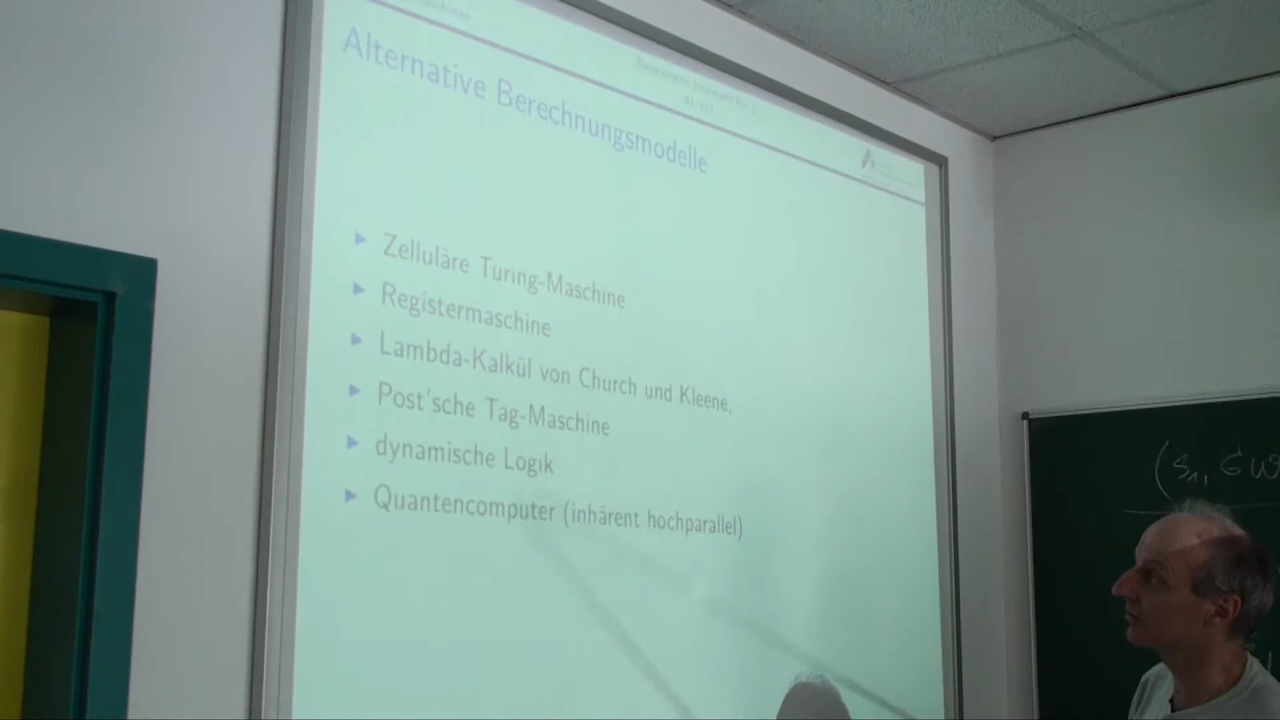 Alternative Berechnungsmodelle
Zelluläre Turing-Maschine
Registermaschine
Lambda-Kalkül von Church und Kleene,
Post'sche Tag-Maschine
dynamische Logik
Quantencomputer (inhärent hochparallel)